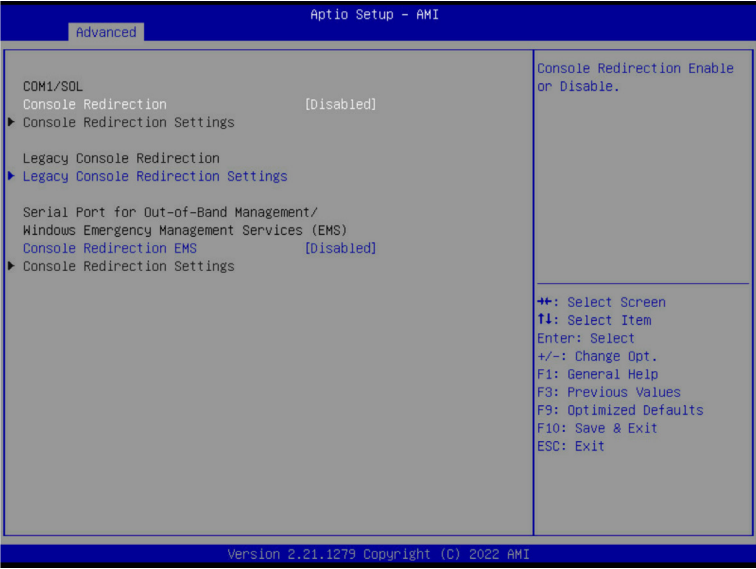 Aptio Setup – AMI
Advanced
COM1/SOL
Console Redirection [Disabled]
▶ Console Redirection Settings
Legacy Console Redirection
▶ Legacy Console Redirection Settings
Serial Port for Out-of-Band Management/
Windows Emergency Management Services (EMS)
Console Redirection EMS [Disabled]
▶ Console Redirection Settings
Console Redirection Enable
or Disable.
→←: Select Screen
↑↓: Select Item
Enter: Select
+/-: Change Opt.
F1: General Help
F3: Previous Values
F9: Optimized Defaults
F10: Save & Exit
ESC: Exit
Version 2.21.1279 Copyright (C) 2022 AMI